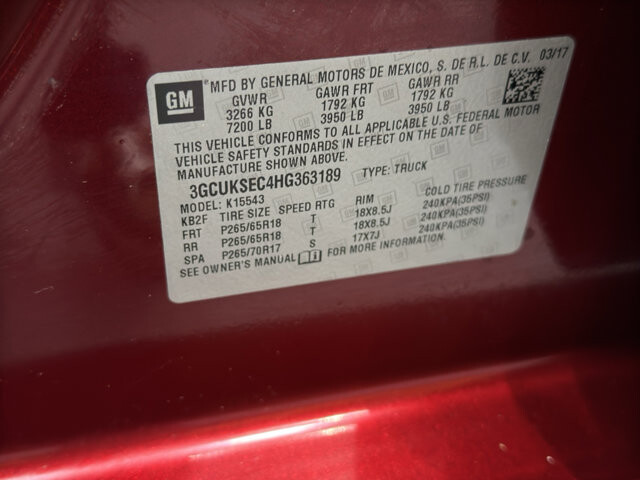 GM
MFD BY GENERAL MOTORS DE MEXICO, S. DE R.L. DE C.V. 03/17
GVWR GAWR FRT GAWR RR
3266 KG 1792 KG 1792 KG
7200 LB 3950 LB 3950 LB
THIS VEHICLE CONFORMS TO ALL APPLICABLE U.S. FEDERAL MOTOR
VEHICLE SAFETY STANDARDS IN EFFECT ON THE DATE OF
MANUFACTURE SHOWN ABOVE.
3GCUKSEC4HG363189 TYPE: TRUCK
MODEL: K15543
KB2F TIRE SIZE SPEED RTG RIM COLD TIRE PRESSURE
FRT P265/65R18 T 18X8.5J 240KPA(35PSI)
RR P265/65R18 T 18X8.5J 240KPA(35PSI)
SPA P265/70R17 S 17X7J 240KPA(35PSI)
SEE OWNER'S MANUAL FOR MORE INFORMATION.